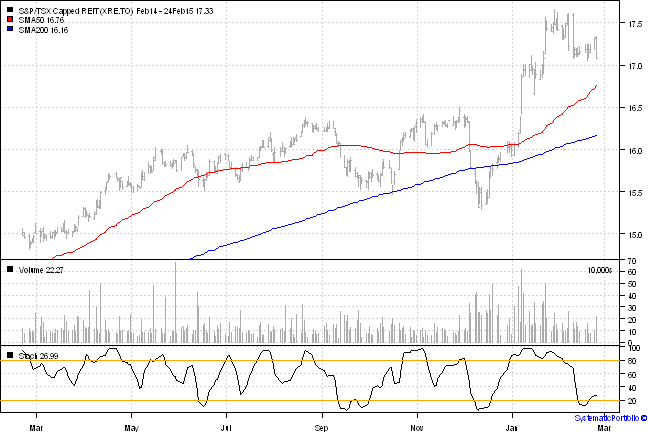 S&P/TSX Capped REIT(XRE.TO) Feb14 - 24Feb15 17.33
SMA50 16.76
SMA200 16.16
17.5
17.0
16.5
16.0
15.5
15.0
Volume 22.27
10,000s
70
60
50
40
30
20
10
0
Stoch 26.99
100
80
60
40
20
Mar May Jul Sep Nov Jan Mar
SystematicPortfolio ©